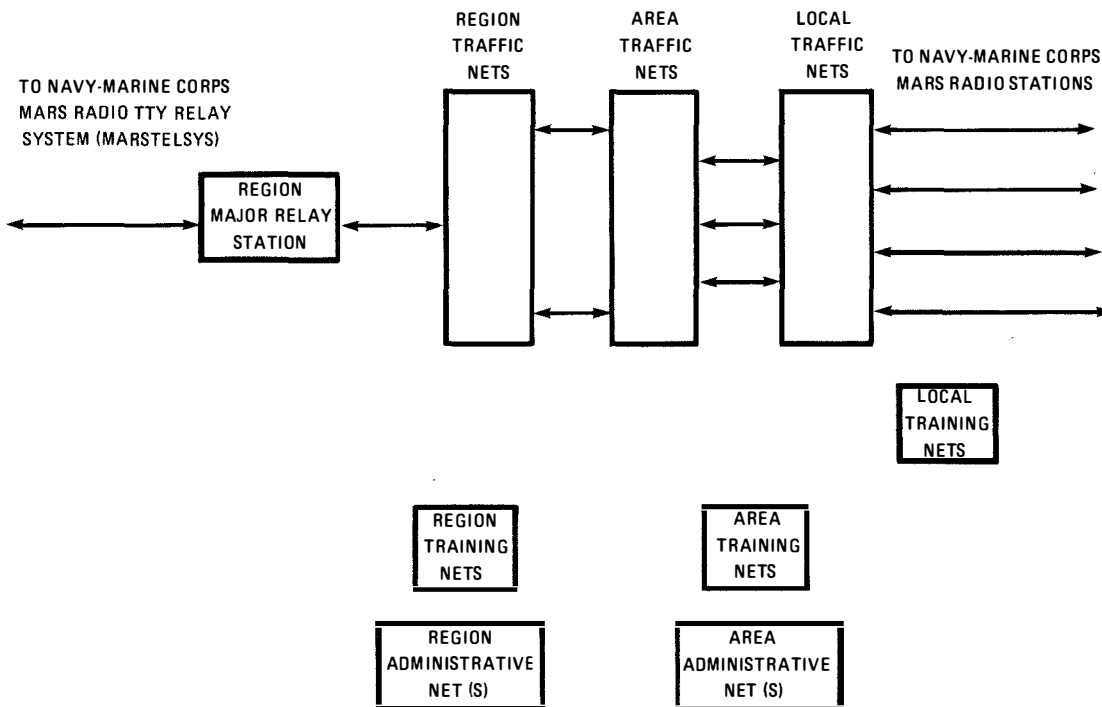 REGION
TRAFFIC
NETS
AREA
TRAFFIC
NETS
LOCAL
TRAFFIC
NETS
TO NAVY-MARINE CORPS
MARS RADIO STATIONS
TO NAVY-MARINE CORPS
MARS RADIO TTY RELAY
SYSTEM (MARSTELSYS)
REGION
MAJOR RELAY
STATION
LOCAL
TRAINING
NETS
REGION
TRAINING
NETS
AREA
TRAINING
NETS
REGION
ADMINISTRATIVE
NET (S)
AREA
ADMINISTRATIVE
NET (S)